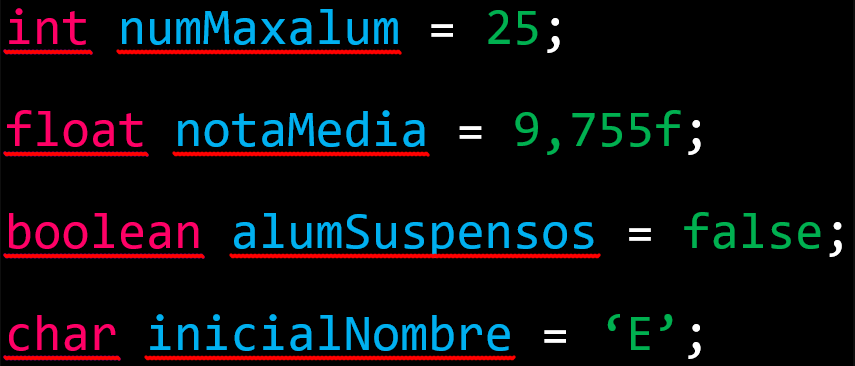 int numMaxalum = 25;
float notaMedia = 9,755f;
boolean alumSuspensos = false;
char inicialNombre = ‘E’;